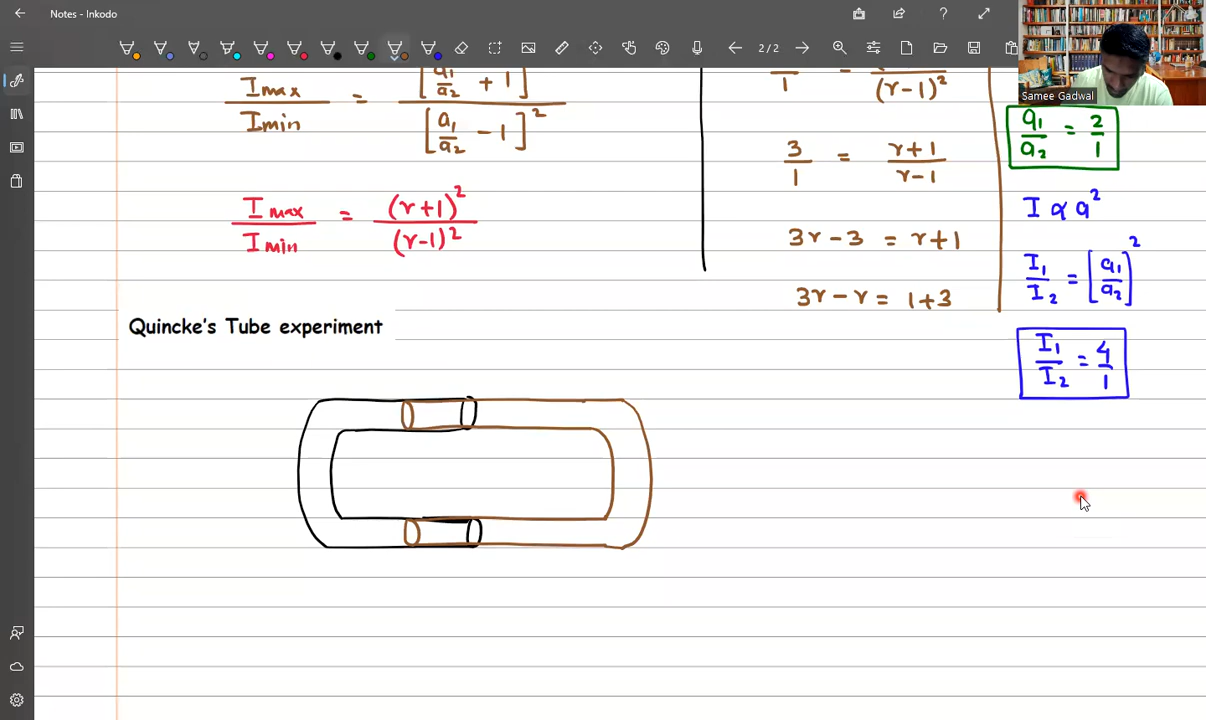 Notes - Inkodo
2/2
Samee Gadwal
Imax / Imin = [a1/a2 + 1] / [a1/a2 - 1]^2
Imax / Imin = (r+1)^2 / (r-1)^2
1 = (r-1)^2
3/1 = r+1 / r-1
3r - 3 = r+1
3r - r = 1+3
a1/a2 = 2/1
I ∝ a^2
I1/I2 = [a1/a2]^2
I1/I2 = 4/1
Quincke's Tube experiment